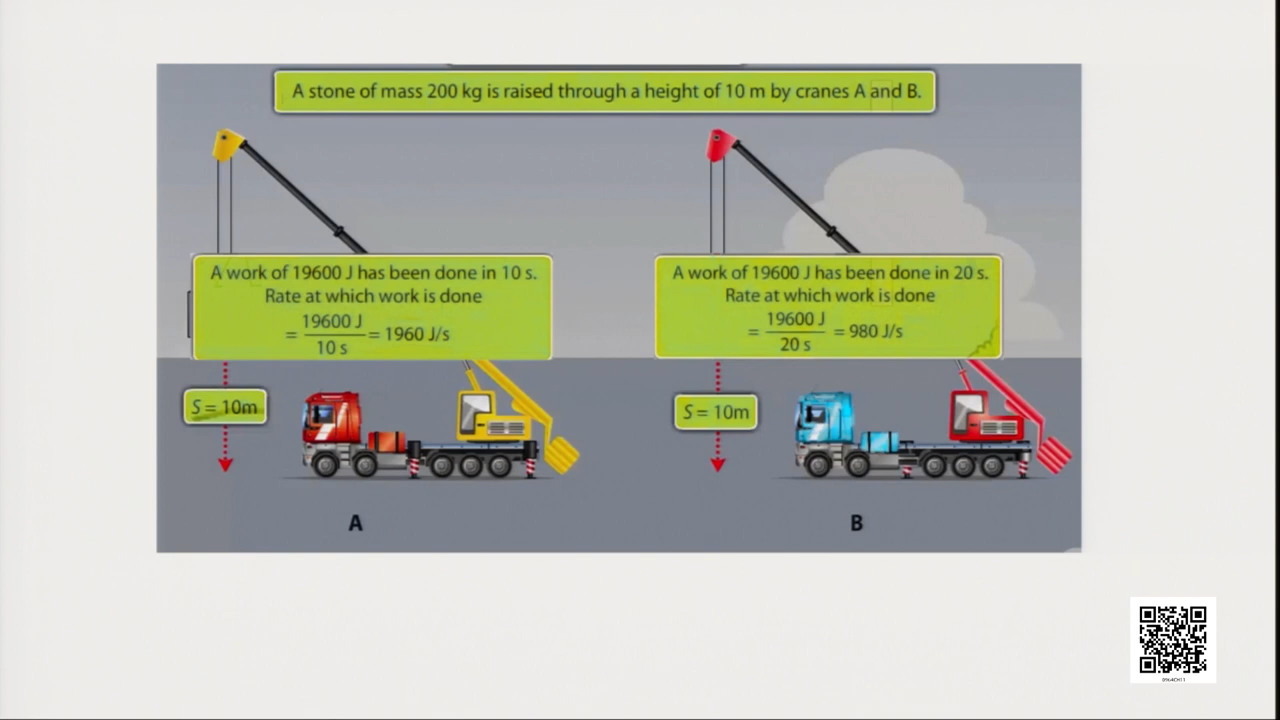 A stone of mass 200 kg is raised through a height of 10 m by cranes A and B.
A work of 19600 J has been done in 10 s.
Rate at which work is done
= 19600 J / 10 s = 1960 J/s
A work of 19600 J has been done in 20 s.
Rate at which work is done
= 19600 J / 20 s = 980 J/s
S = 10m
S = 10m
A
B